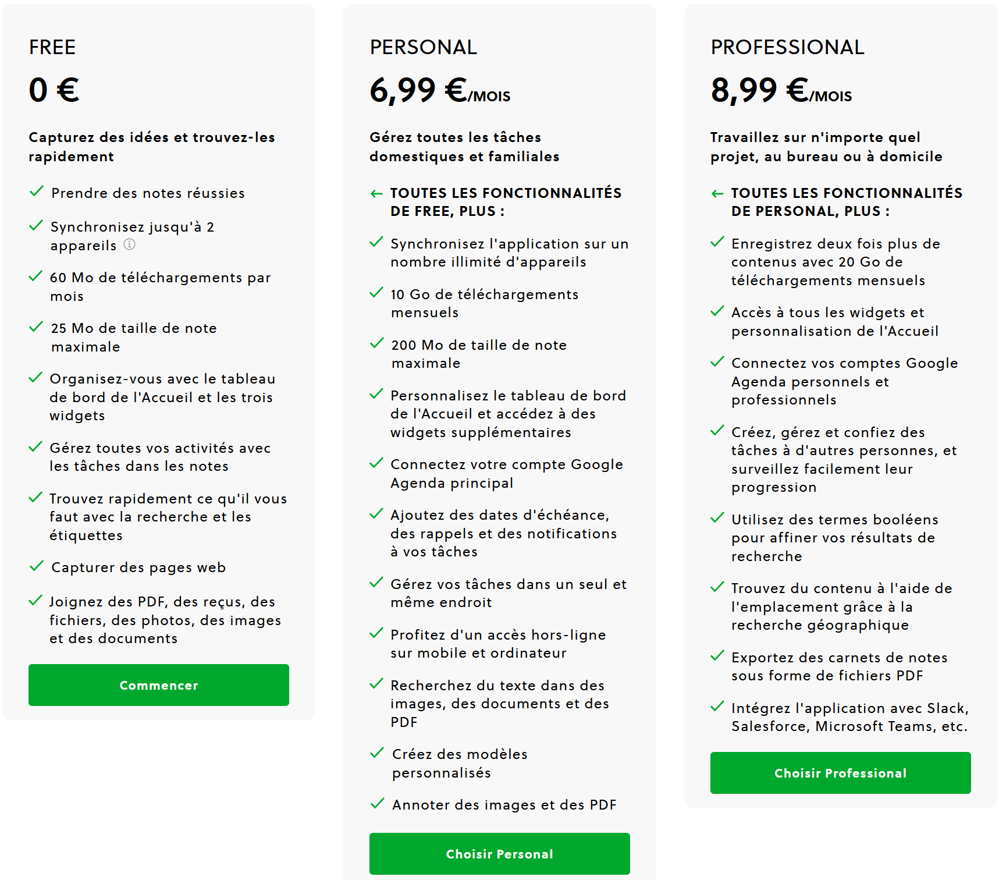 FREE
0 €
Capturez des idées et trouvez-les
rapidement
Prendre des notes réussies
Synchronisez jusqu'à 2
appareils
60 Mo de téléchargements par
mois
25 Mo de taille de note
maximale
Organisez-vous avec le tableau
de bord de l'Accueil et les trois
widgets
Gérez toutes vos activités avec
les tâches dans les notes
Trouvez rapidement ce qu'il vous
faut avec la recherche et les
étiquettes
Capturer des pages web
Joignez des PDF, des reçus, des
fichiers, des photos, des images
et des documents
Commencer
PERSONAL
6,99 €/MOIS
Gérez toutes les tâches
domestiques et familiales
← TOUTES LES FONCTIONNALITÉS
DE FREE, PLUS :
Synchronisez l'application sur un
nombre illimité d'appareils
10 Go de téléchargements
mensuels
200 Mo de taille de note
maximale
Personnalisez le tableau de bord
de l'Accueil et accédez à des
widgets supplémentaires
Connectez votre compte Google
Agenda principal
Ajoutez des dates d'échéance,
des rappels et des notifications
à vos tâches
Gérez vos tâches dans un seul et
même endroit
Profitez d'un accès hors-ligne
sur mobile et ordinateur
Recherchez du texte dans des
images, des documents et des
PDF
Créez des modèles
personnalisés
Annoter des images et des PDF
Choisir Personal
PROFESSIONAL
8,99 €/MOIS
Travaillez sur n'importe quel
projet, au bureau ou à domicile
← TOUTES LES FONCTIONNALITÉS
DE PERSONAL, PLUS :
Enregistrez deux fois plus de
contenus avec 20 Go de
téléchargements mensuels
Accès à tous les widgets et
personnalisation de l'Accueil
Connectez vos comptes Google
Agenda personnels et
professionnels
Créez, gérez et confiez des
tâches à d'autres personnes, et
surveillez facilement leur
progression
Utilisez des termes booléens
pour affiner vos résultats de
recherche
Trouvez du contenu à l'aide de
l'emplacement grâce à la
recherche géographique
Exportez des carnets de notes
sous forme de fichiers PDF
Intégrez l'application avec Slack,
Salesforce, Microsoft Teams, etc.
Choisir Professional